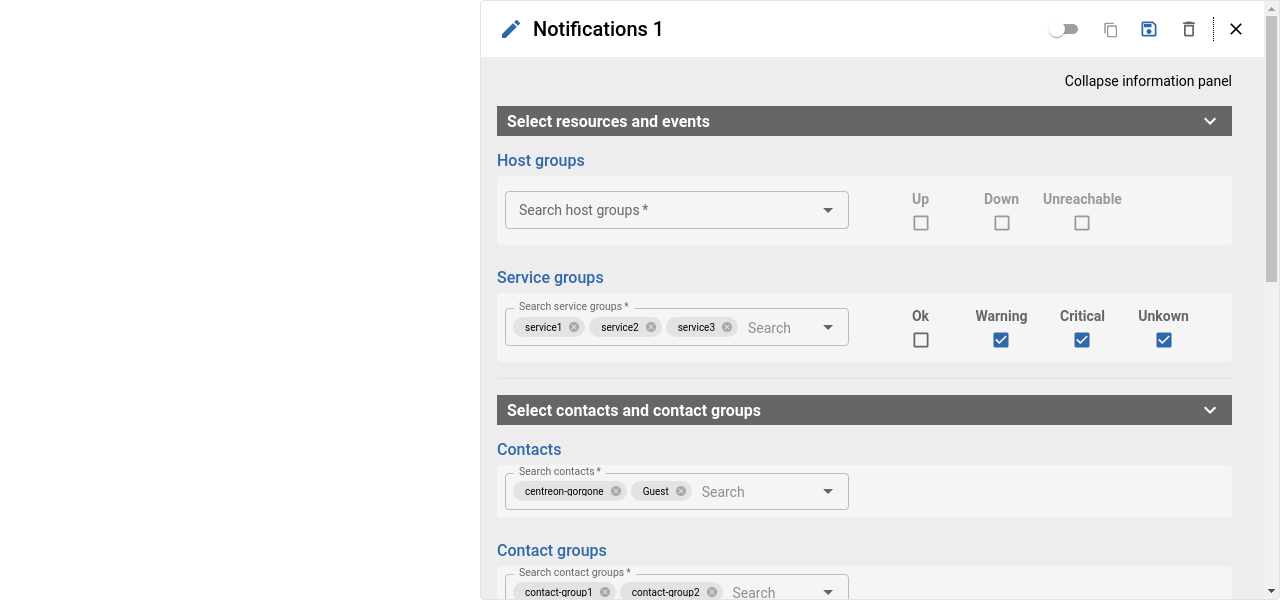 Notifications 1
Collapse information panel
Select resources and events
Host groups
Search host groups *
Up
Down
Unreachable
Service groups
Search service groups *
service1
service2
service3
Search
Ok
Warning
Critical
Unkown
Select contacts and contact groups
Contacts
Search contacts *
centreon-gorgone
Guest
Search
Contact groups
Search contact groups *
contact-group1
contact-group2
Search